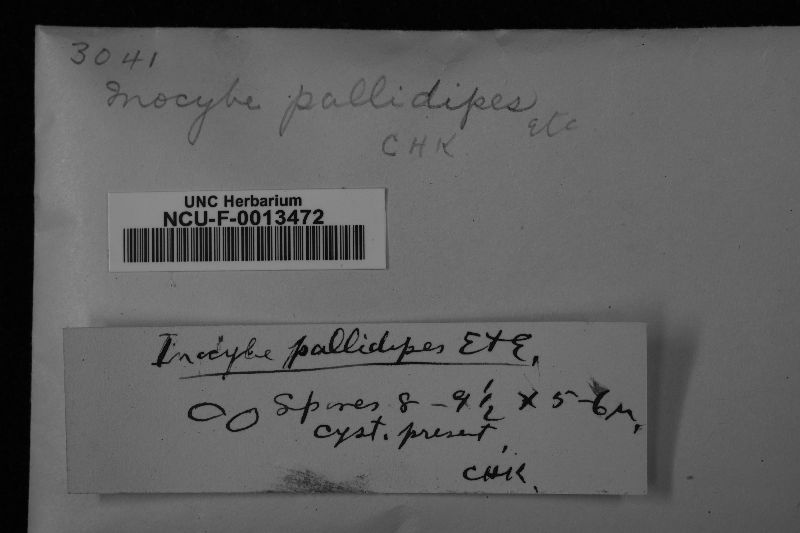 3041
Inocybe pallidipes
Etc
CHK
UNC Herbarium
NCU-F-0013472
Inocybe pallidipes E+E.
Spores 8-9½ x 5-6µ,
cyst. present,
CHK.